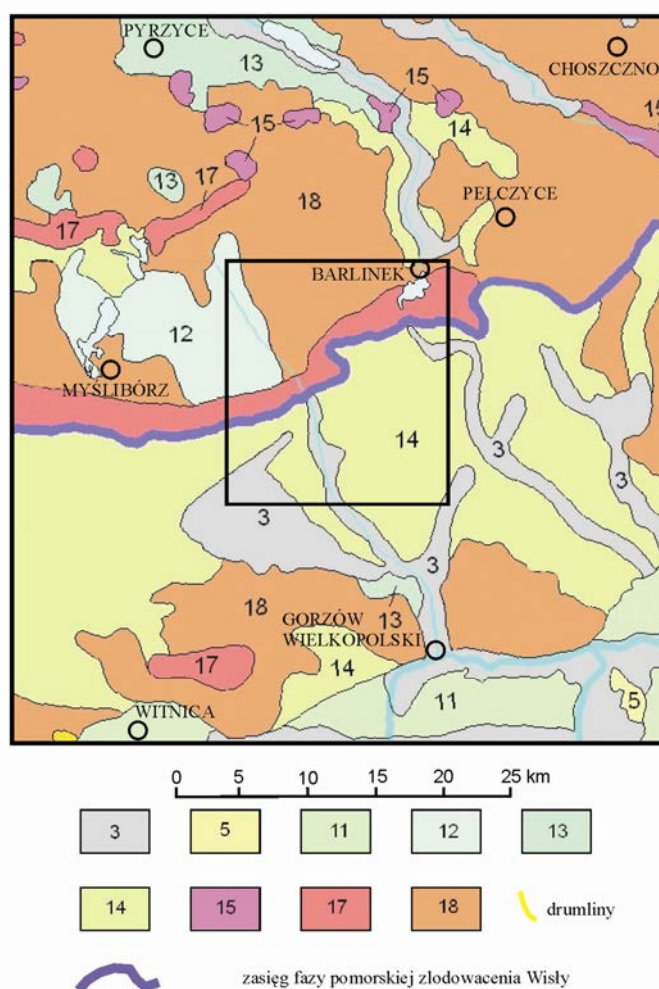 PYRZYCE
CHOSZCZNO
13
15
15
15
14
13
17
18
PEŁCZYCE
17
BARLINEK
12
MYŚLIBÓRZ
14
3
3
3
3
18
13
GORZÓW
WIELKOPOLSKI
17
14
11
5
WITNICA
0 5 10 15 20 25 km
3 5 11 12 13
14 15 17 18 drumliny
zasięg fazy pomorskiej zlodowacenia Wisły